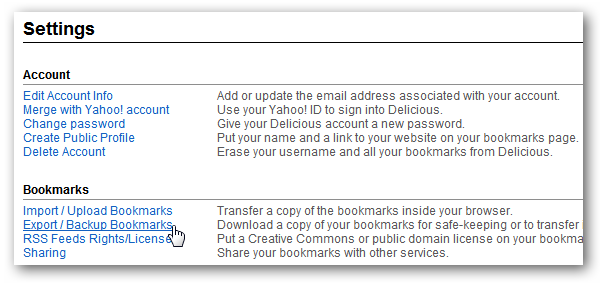 Settings
Account
Edit Account Info Add or update the email address associated with your account.
Merge with Yahoo! account Use your Yahoo! ID to sign into Delicious.
Change password Give your Delicious account a new password.
Create Public Profile Put your name and a link to your website on your bookmarks page.
Delete Account Erase your username and all your bookmarks from Delicious.
Bookmarks
Import / Upload Bookmarks Transfer a copy of the bookmarks inside your browser.
Export / Backup Bookmarks Download a copy of your bookmarks for safe-keeping or to transfer
RSS Feeds Rights/License Put a Creative Commons or public domain license on your
Sharing Share your bookmarks with other services.